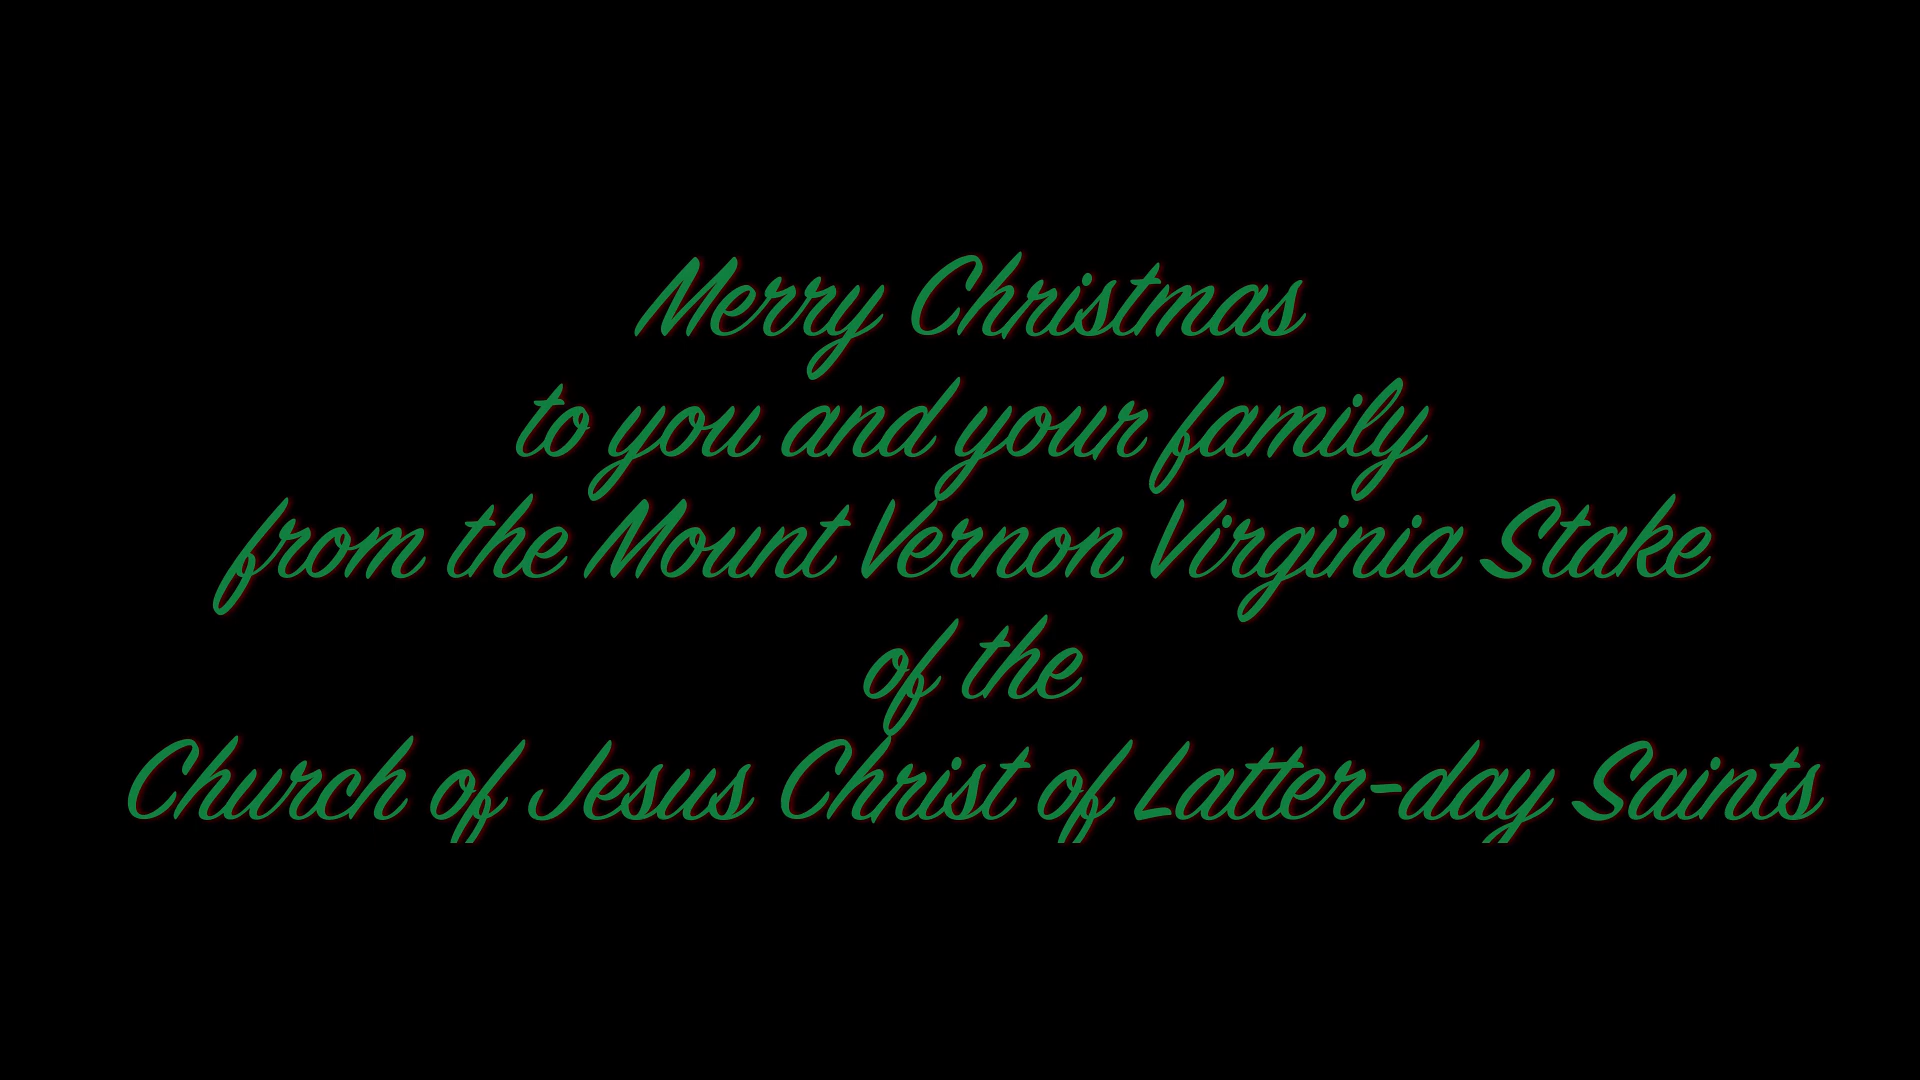 Merry Christmas
to you and your family
from the Mount Vernon Virginia Stake
of the
Church of Jesus Christ of Latter-day Saints